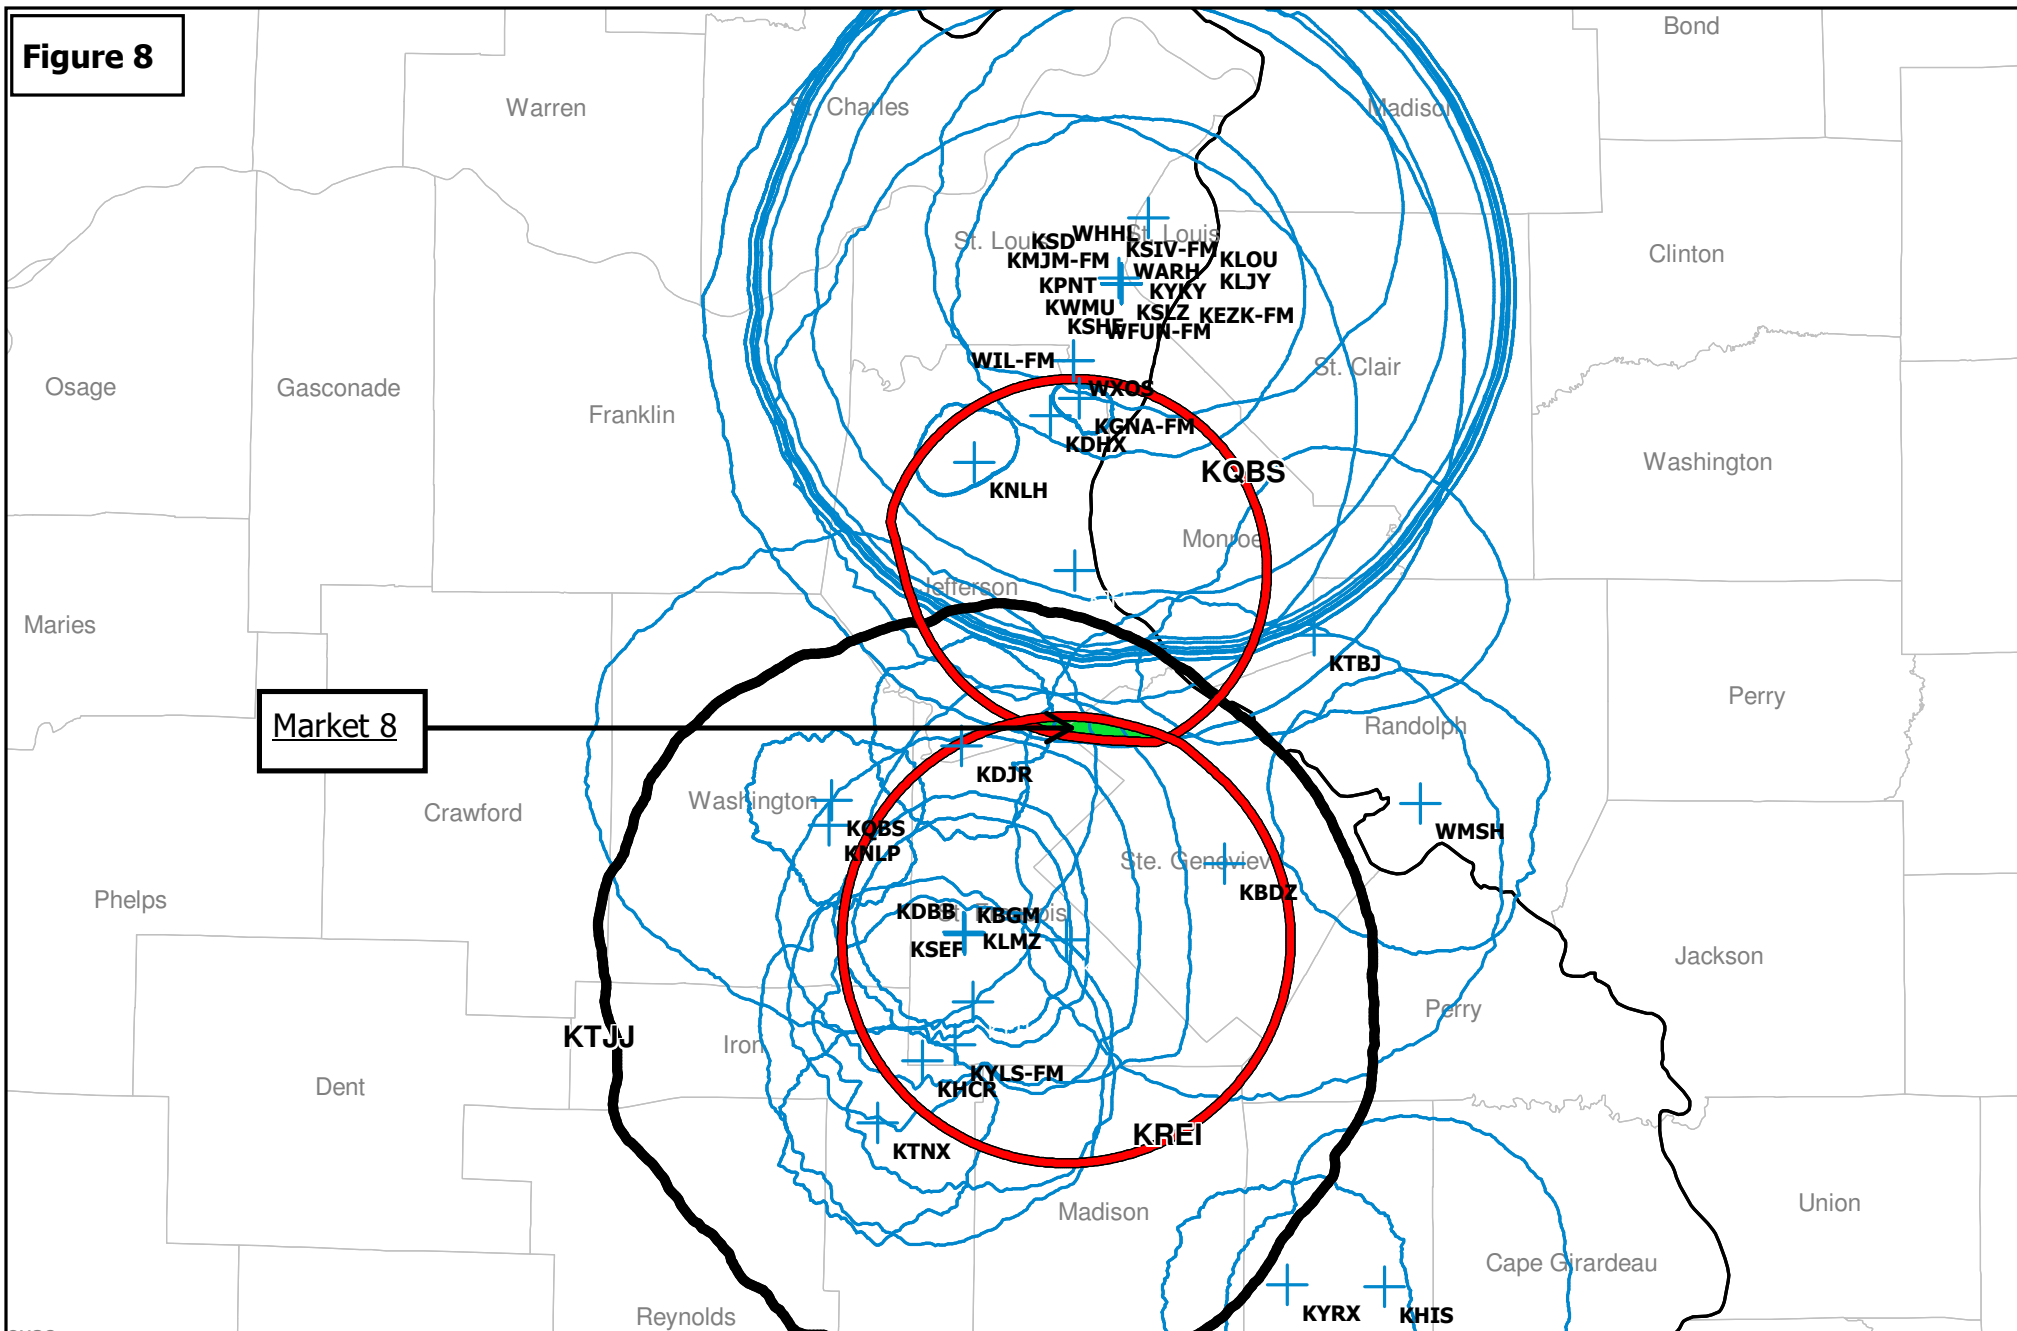 Figure 8
Bond
Warren
St. Charles
Madison
St. Louis
St. Louis
WHHL
KSD
KSIV-FM
KMJM-FM
KLOU
WARH
KLJY
KPNT
KYKY
KWMU
KSLZ
KEZK-FM
KSHE
WFUN-FM
Clinton
WIL-FM
St. Clair
WXOS
Osage
Gasconade
Franklin
KGNA-FM
KDHX
KQBS
Washington
KNLH
Monroe
Jefferson
Maries
KTBJ
Perry
Market 8
Randolph
KDJR
Washington
Crawford
KQBS
WMSH
KNLP
Ste. Genevieve
KBDZ
Phelps
KDBB
KBGM
St. Francois
KSEF
KLMZ
Jackson
Perry
KTJJ
Iron
KYLS-FM
KHCR
Dent
KREI
KTNX
Madison
Union
Cape Girardeau
Reynolds
KYRX
KHIS